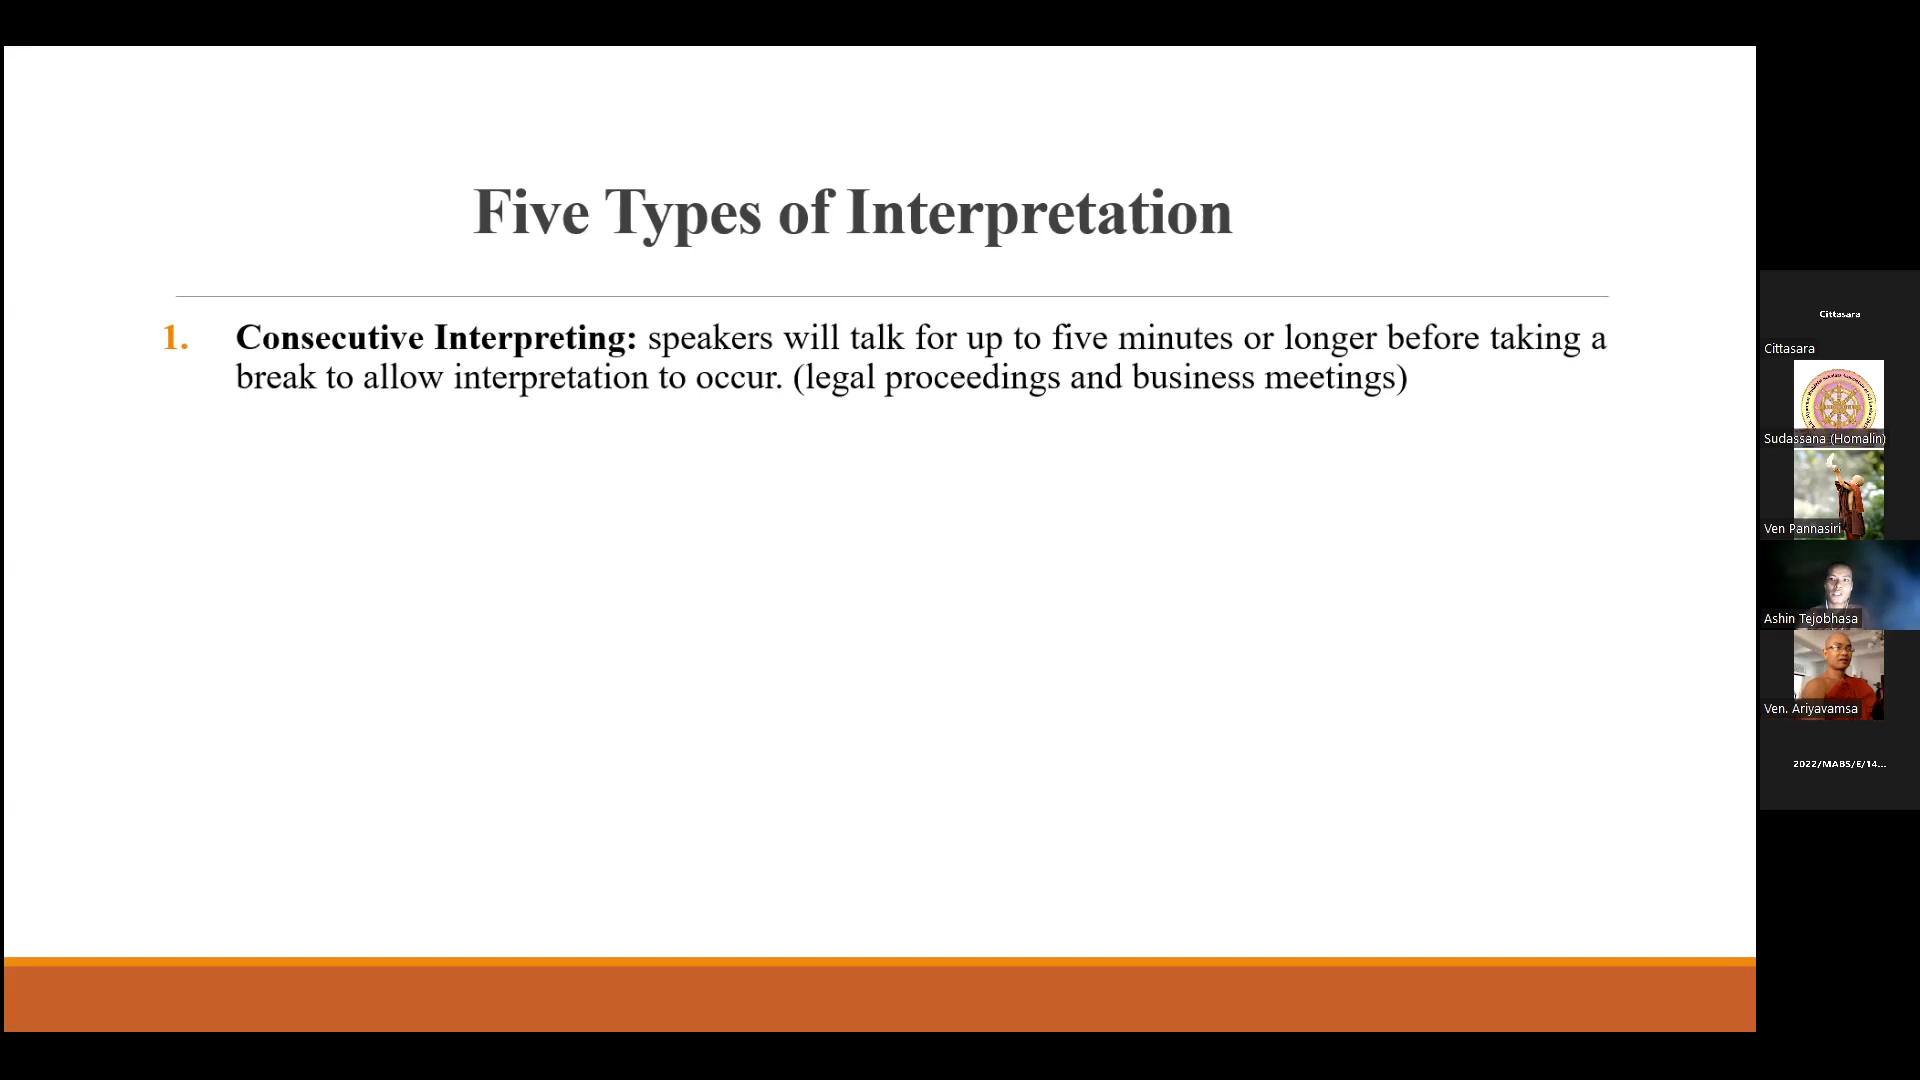 Five Types of Interpretation
1. Consecutive Interpreting: speakers will talk for up to five minutes or longer before taking a
break to allow interpretation to occur. (legal proceedings and business meetings)
Cittasara
Cittasara
Sudassana (Homalin)
Ven Pannasiri
Ashin Tejobhasa
Ven. Ariyavamsa
2022/MABS/E/14...